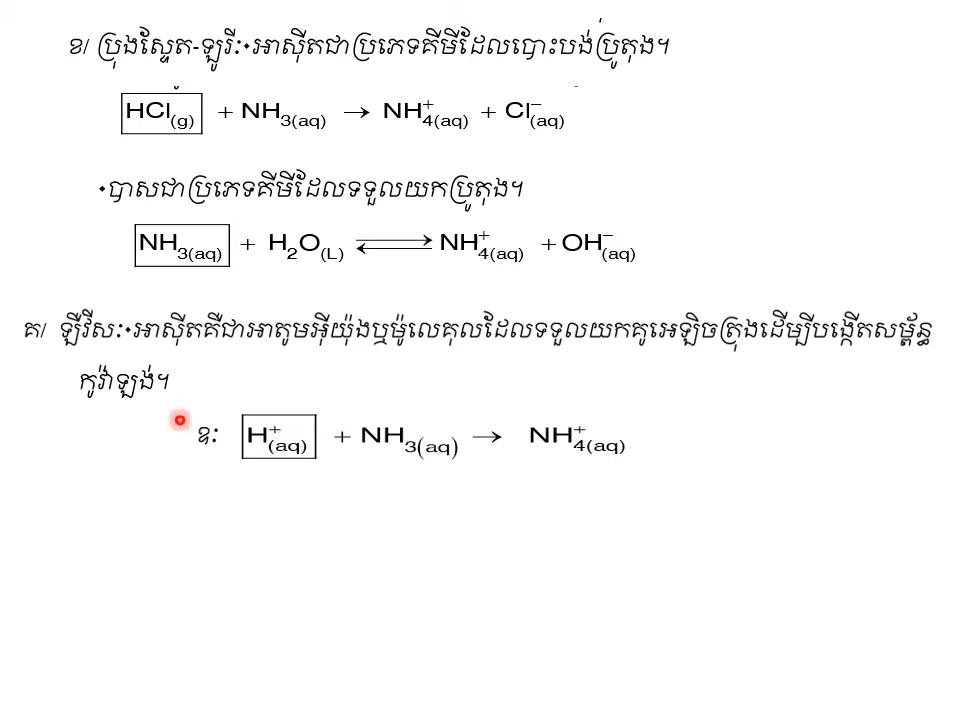 ខ/ ប្រុងស្ទែត-ឡូរីៈ•អាស៊ីតជាប្រភេទគីមីដែលបោះបង់ប្រូតុង។
HCl(g) + NH3(aq) → NH4+(aq) + Cl−(aq)
•បាសជាប្រភេទគីមីដែលទទួលយកប្រូតុង។
NH3(aq) + H2O(L) ⇌ NH4+(aq) + OH−(aq)
គ/ ឡឺវីសៈ•អាស៊ីតគឺជាអាតូមអ៊ីយ៉ុងឬម៉ូលេគុលដែលទទួលយកគូអេឡិចត្រុងដើម្បីបង្កើតសម្ព័ន្ធ
កូវ៉ាឡង់។
ឧៈ H+(aq) + NH3(aq) → NH4+(aq)